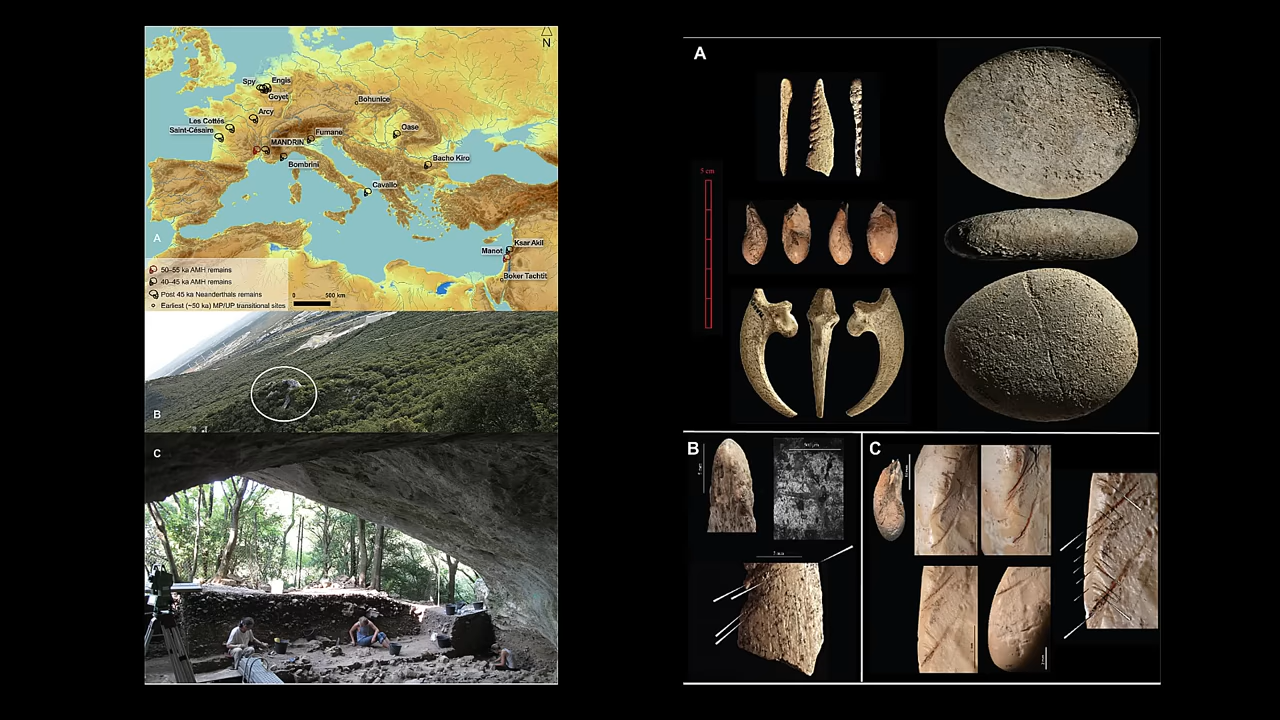 N
Spy
Engis
Goyet
Bohunice
Arcy
Les Cottés
Saint-Césaire
Fumane
Oase
MANDRIN
Bombrini
Bacho Kiro
Cavallo
Ksar Akil
Manot
Boker Tachtit
A
50–55 ka AMH remains
40–45 ka AMH remains
Post 45 ka Neanderthals remains
Earliest (~50 ka) MP/UP transitional sites
0 500 km
B
C
A
5 cm
B
C